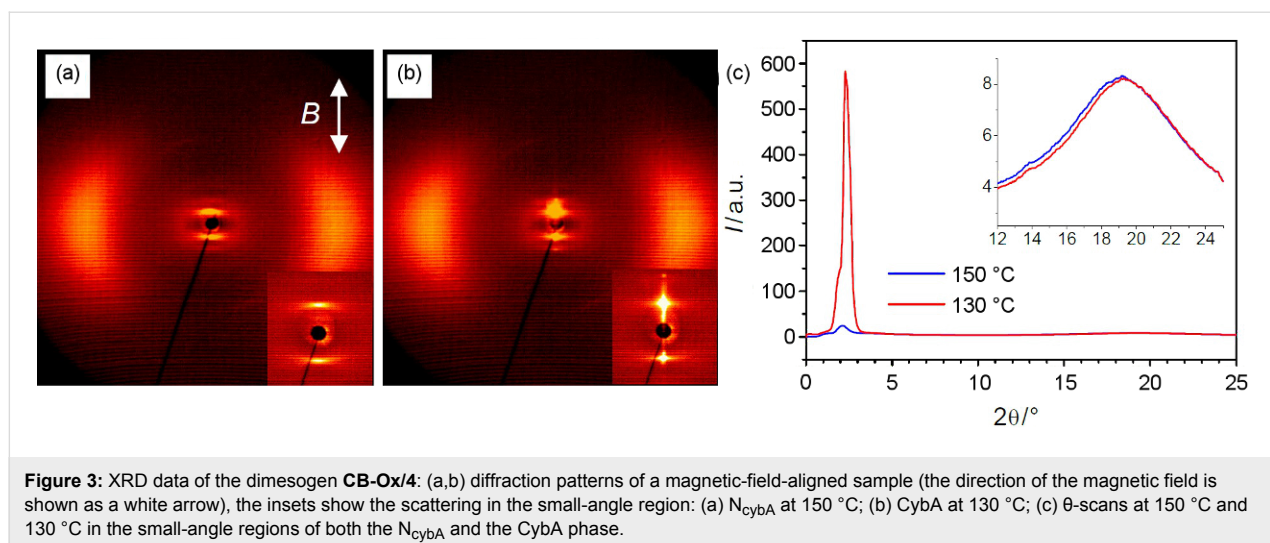 (a)
B
(b)
(c)
600
500
400
300
200
100
0
I/a.u.
8
6
4
12 14 16 18 20 22 24
150 °C
130 °C
0 5 10 15 20 25
2θ/°
Figure 3: XRD data of the dimesogen CB-Ox/4: (a,b) diffraction patterns of a magnetic-field-aligned sample (the direction of the magnetic field is
shown as a white arrow), the insets show the scattering in the small-angle region: (a) NcybA at 150 °C; (b) CybA at 130 °C; (c) θ-scans at 150 °C and
130 °C in the small-angle regions of both the NcybA and the CybA phase.